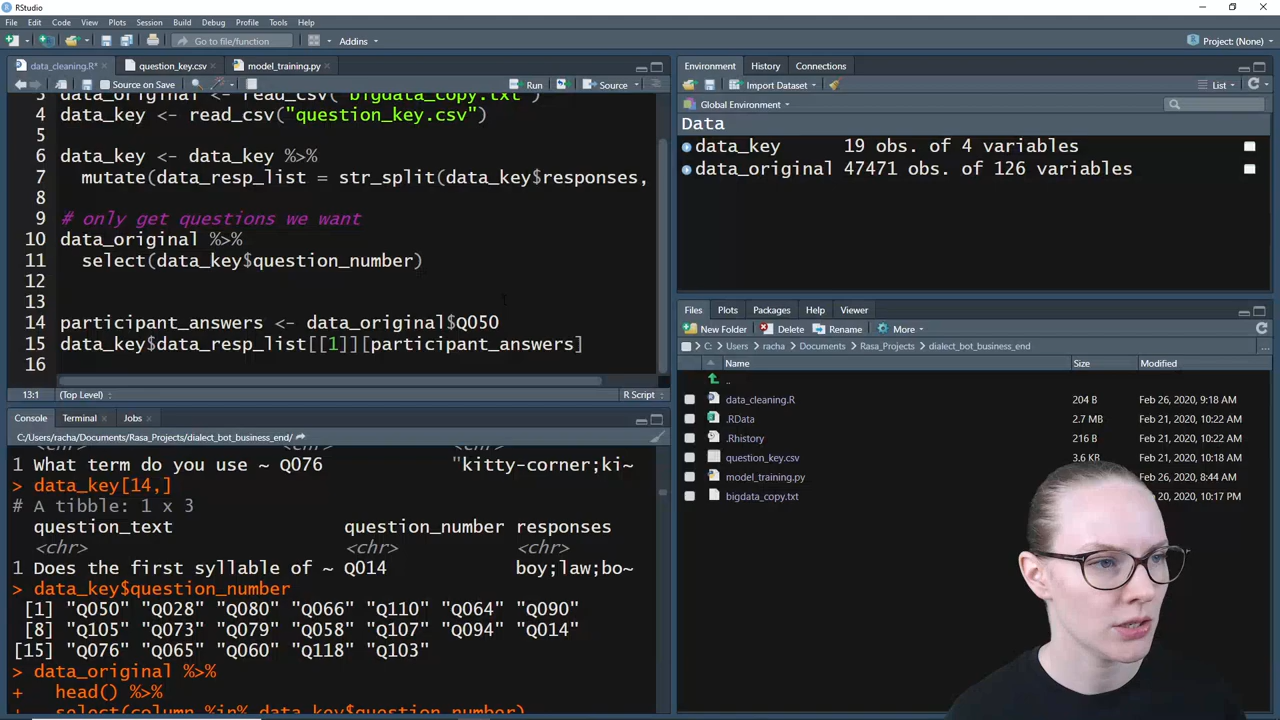 RStudio
File Edit Code View Plots Session Build Debug Profile Tools Help
Go to file/function Addins Project: (None)
data_cleaning.R* question_key.csv model_training.py
Source on Save Run Source
3 data_original <- read_csv("bigdata_copy.txt")
4 data_key <- read_csv("question_key.csv")
6 data_key <- data_key %>%
7 mutate(data_resp_list = str_split(data_key$responses,
8
9 # only get questions we want
10 data_original %>%
11 select(data_key$question_number)
12
13
14 participant_answers <- data_original$Q050
15 data_key$data_resp_list[[1]][participant_answers]
16
13:1 (Top Level) R Script
Console Terminal Jobs
C:/Users/racha/Documents/Rasa_Projects/dialect_bot_business_end/
<chr> <chr> <chr>
1 What term do you use ~ Q076 "kitty-corner;ki~
> data_key[14,]
# A tibble: 1 x 3
question_text question_number responses
<chr> <chr> <chr>
1 Does the first syllable of ~ Q014 boy;law;bo~
> data_key$question_number
[1] "Q050" "Q028" "Q080" "Q066" "Q110" "Q064" "Q090"
[8] "Q105" "Q073" "Q079" "Q058" "Q107" "Q094" "Q014"
[15] "Q076" "Q065" "Q060" "Q118" "Q103"
> data_original %>%
+ head() %>%
+ select(column %in% data_key$question_number)
Environment History Connections
Import Dataset List
Global Environment
Data
data_key 19 obs. of 4 variables
data_original 47471 obs. of 126 variables
Files Plots Packages Help Viewer
New Folder Delete Rename More
C: Users racha Documents Rasa_Projects dialect_bot_business_end
Name Size Modified
..
data_cleaning.R 204 B Feb 26, 2020, 9:18 AM
.RData 2.7 MB Feb 21, 2020, 10:22 AM
.Rhistory 216 B Feb 21, 2020, 10:22 AM
question_key.csv 3.6 KB Feb 21, 2020, 10:18 AM
model_training.py Feb 26, 2020, 8:44 AM
bigdata_copy.txt 20, 2020, 10:17 PM